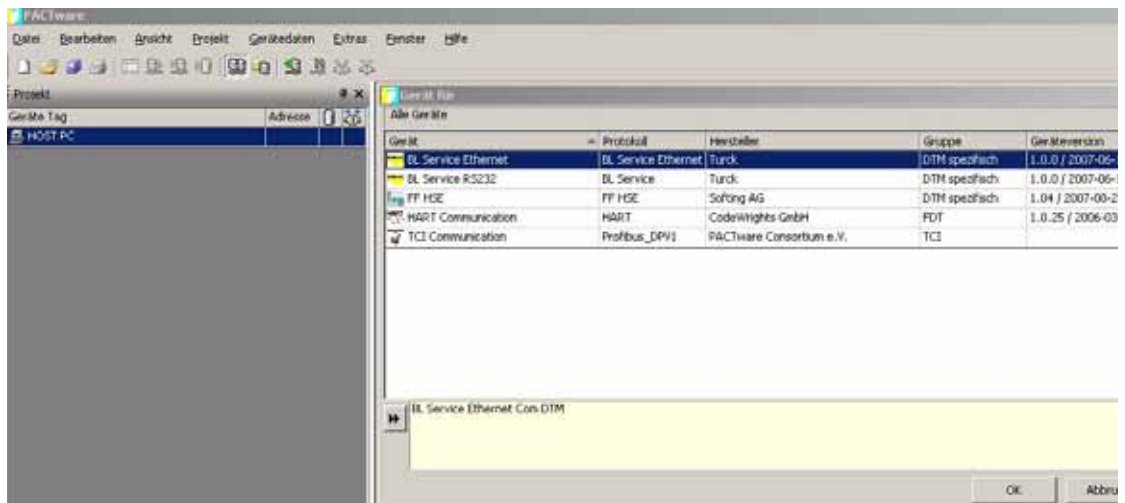 PACTware
Datei Bearbeiten Ansicht Projekt Gerätedaten Extras Fenster Hilfe
Projekt
Geräte Tag Adresse
HOST PC
Gerät für
Alle Geräte
Gerät Protokoll Hersteller Gruppe Geräteversion
BL Service Ethernet BL Service Ethernet Turck DTM spezifisch 1.0.0 / 2007-06-
BL Service RS232 BL Service Turck DTM spezifisch 1.0.0 / 2007-06-
FF HSE FF HSE Softing AG DTM spezifisch 1.04 / 2007-08-2
HART Communication HART CodeWrights GmbH FDT 1.0.25 / 2006-03
TCI Communication Profibus_DPV1 PACTware Consortium e.V. TCI
BL Service Ethernet Com DTM
OK Abbru